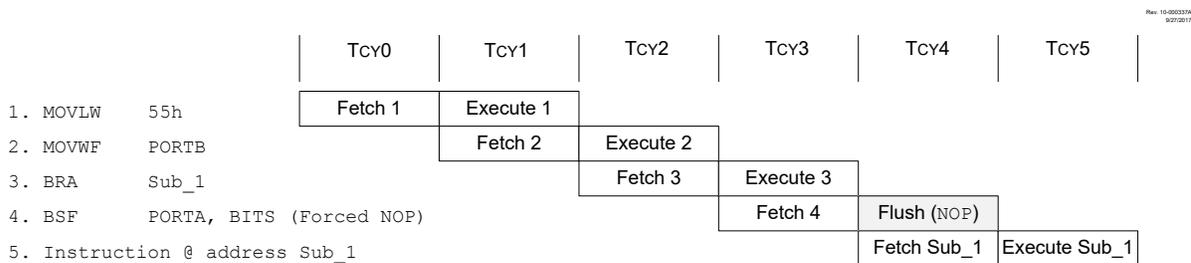 Rev. 10-000337A
9/27/2017
TCY0 TCY1 TCY2 TCY3 TCY4 TCY5
1. MOVLW 55h Fetch 1 Execute 1
2. MOVWF PORTB Fetch 2 Execute 2
3. BRA Sub_1 Fetch 3 Execute 3
4. BSF PORTA, BITS (Forced NOP) Fetch 4 Flush (NOP)
5. Instruction @ address Sub_1 Fetch Sub_1 Execute Sub_1